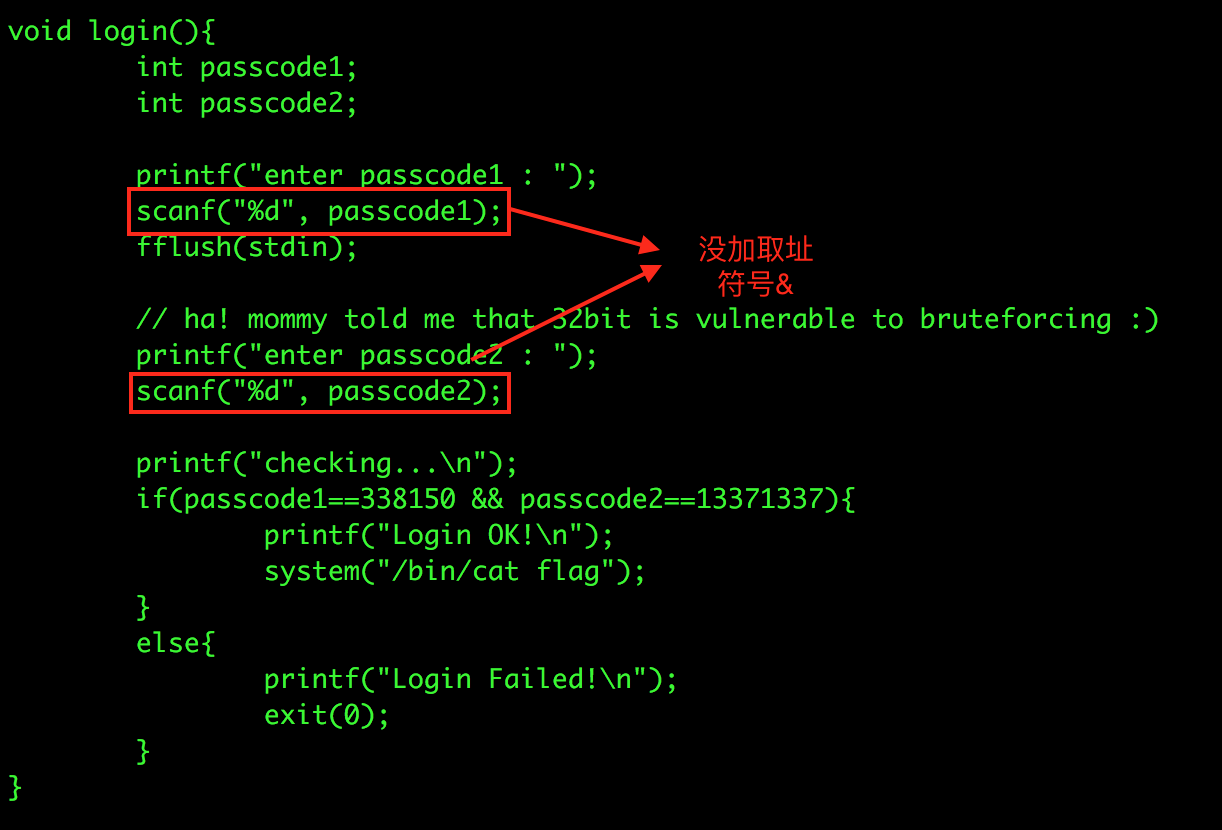 void login(){
        int passcode1;
        int passcode2;

        printf("enter passcode1 : ");
        scanf("%d", passcode1);
        fflush(stdin);
没加取址
符号&

        // ha! mommy told me that 32bit is vulnerable to bruteforcing :)
        printf("enter passcode2 : ");
        scanf("%d", passcode2);

        printf("checking...\n");
        if(passcode1==338150 && passcode2==13371337){
                printf("Login OK!\n");
                system("/bin/cat flag");
        }
        else{
                printf("Login Failed!\n");
                exit(0);
        }
}